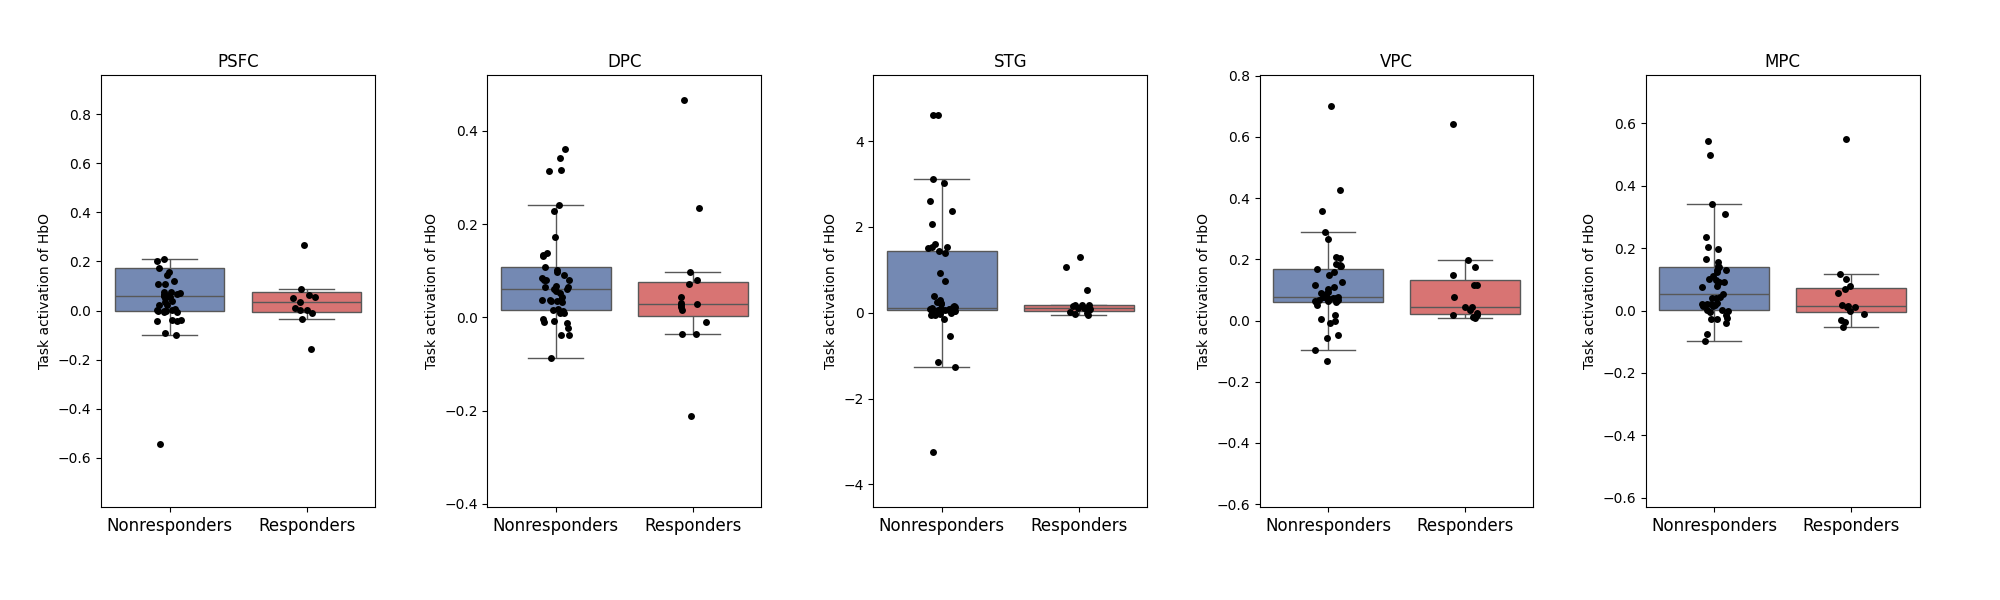 PSFC
Task activation of HbO
0.8
0.6
0.4
0.2
0.0
−0.2
−0.4
−0.6
Nonresponders Responders
DPC
Task activation of HbO
0.4
0.2
0.0
−0.2
−0.4
Nonresponders Responders
STG
Task activation of HbO
4
2
0
−2
−4
Nonresponders Responders
VPC
Task activation of HbO
0.8
0.6
0.4
0.2
0.0
−0.2
−0.4
−0.6
Nonresponders Responders
MPC
Task activation of HbO
0.6
0.4
0.2
0.0
−0.2
−0.4
−0.6
Nonresponders Responders